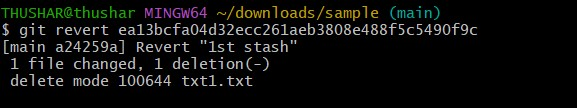 THUSHAR@thushar MINGW64 ~/downloads/sample (main)
$ git revert ea13bcfa04d32ecc261aeb3808e488f5c5490f9c
[main a24259a] Revert "1st stash"
 1 file changed, 1 deletion(-)
 delete mode 100644 txt1.txt